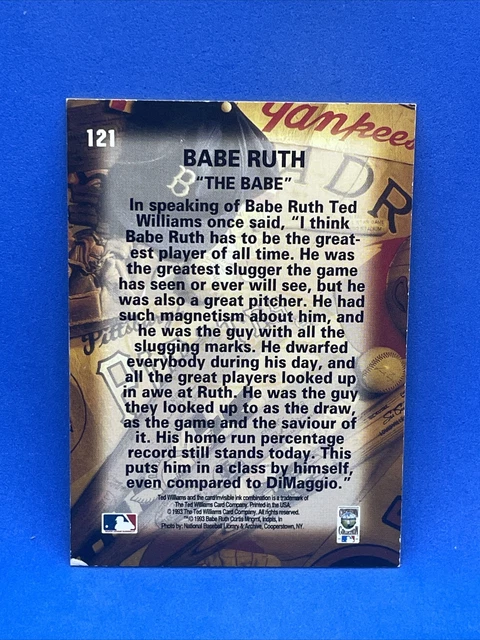 Yankees
121
BABE RUTH
"THE BABE"
In speaking of Babe Ruth Ted
Williams once said, "I think
Babe Ruth has to be the great-
est player of all time. He was
the greatest slugger the game
has seen or ever will see, but he
was also a great pitcher. He had
such magnetism about him, and
he was the guy with all the
slugging marks. He dwarfed
everybody during his day, and
all the great players looked up
in awe at Ruth. He was the guy
they looked up to as the draw,
as the game and the saviour of
it. His home run percentage
record still stands today. This
puts him in a class by himself,
even compared to DiMaggio."
Ted Williams and the card/invisible ink combination is a trademark of
The Ted Williams Card Company. Printed in the USA.
© 1993 The Ted Williams Card Company. All rights reserved.
© 1993 Babe Ruth Curtis Mngmt, Indpls, In
Photo by: National Baseball Library & Archive, Cooperstown, NY.